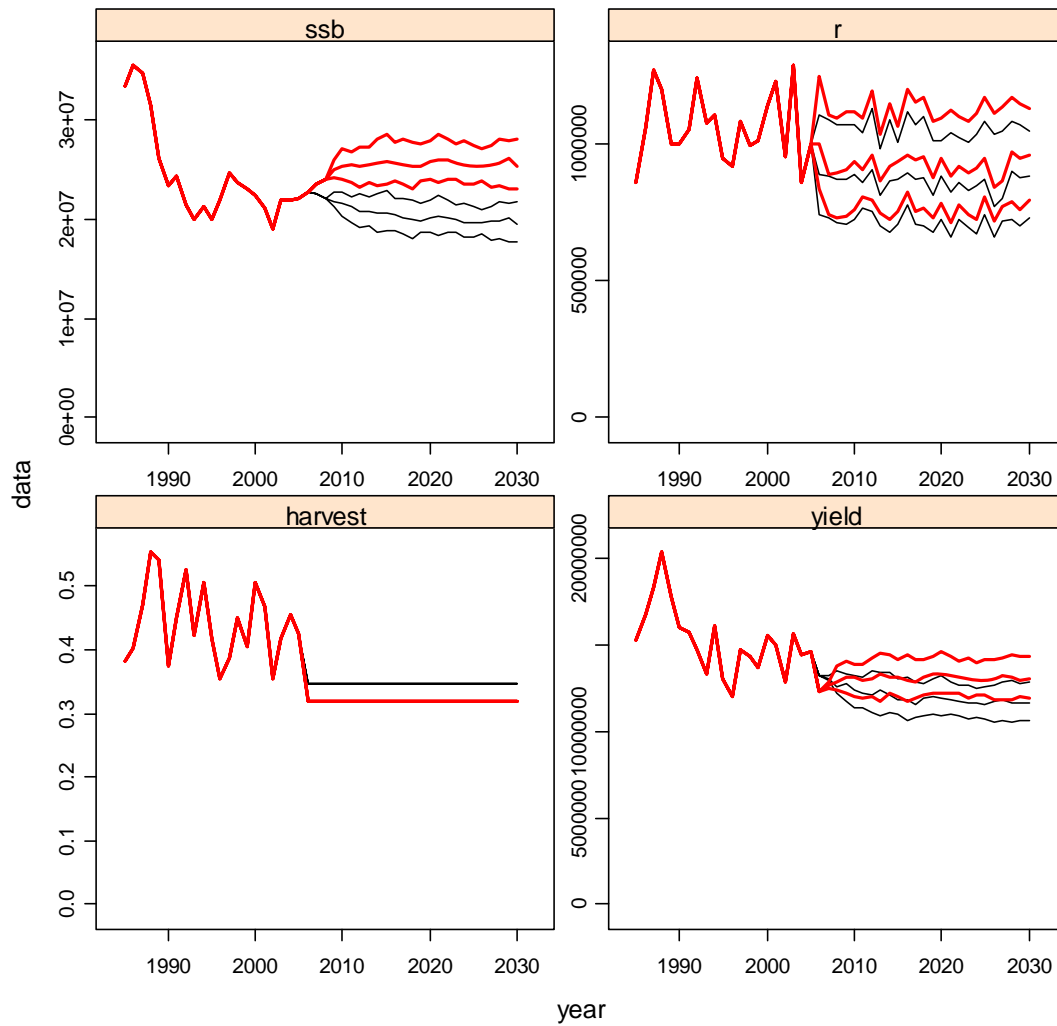 ssb
r
0e+00 1e+07 2e+07 3e+07
0 500000 1000000
1990 2000 2010 2020 2030
1990 2000 2010 2020 2030
data
harvest
yield
0.0 0.1 0.2 0.3 0.4 0.5
0 5000000 10000000 20000000
1990 2000 2010 2020 2030
1990 2000 2010 2020 2030
year